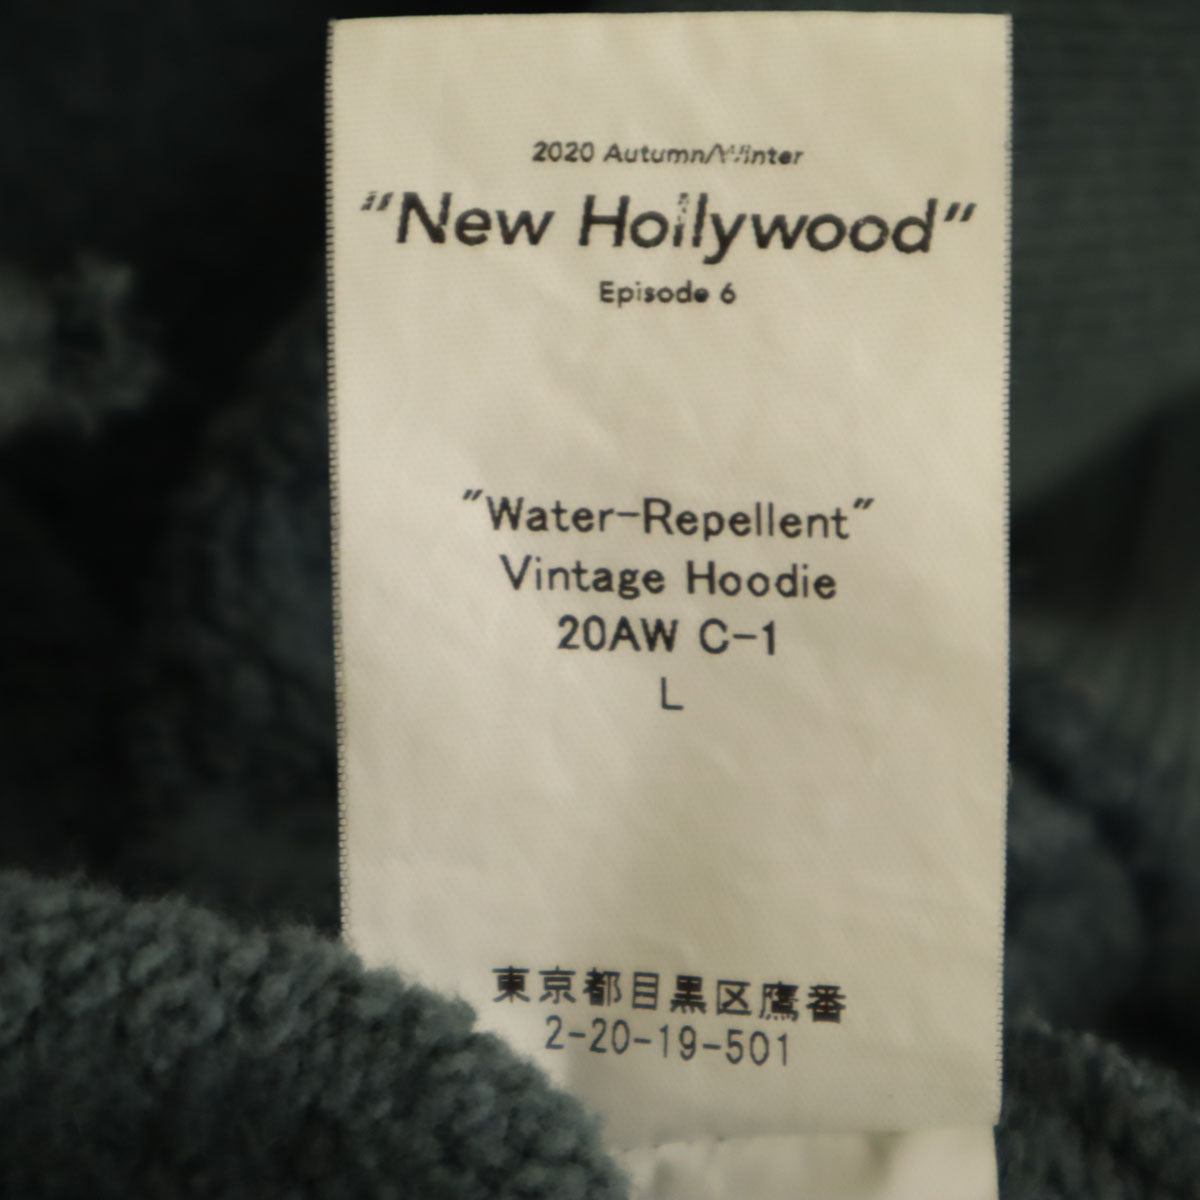 2020 Autumn/Winter
"New Hollywood"
Episode 6
"Water-Repellent"
Vintage Hoodie
20AW C-1
L
東京都目黒区鷹番
2-20-19-501